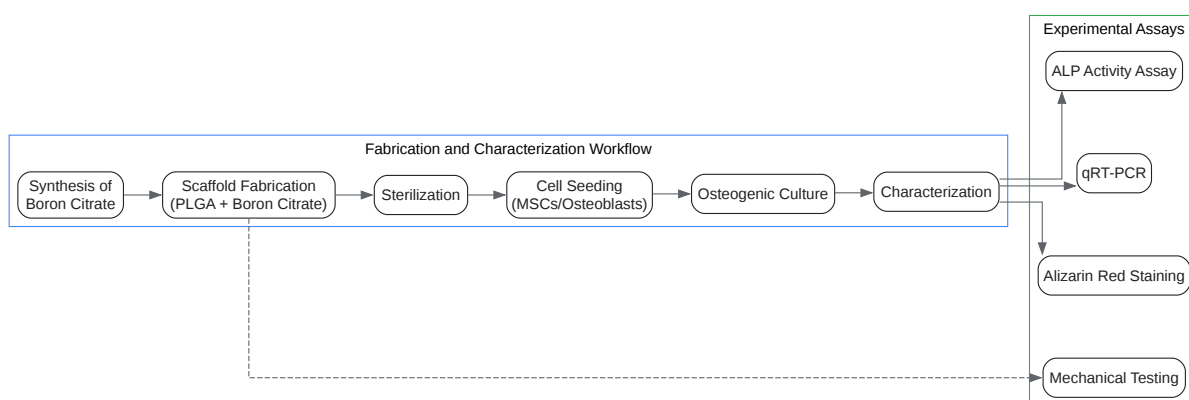 Experimental Assays
ALP Activity Assay
Fabrication and Characterization Workflow
Synthesis of
Boron Citrate
Scaffold Fabrication
(PLGA + Boron Citrate)
Sterilization
Cell Seeding
(MSCs/Osteoblasts)
Osteogenic Culture
Characterization
qRT-PCR
Alizarin Red Staining
Mechanical Testing